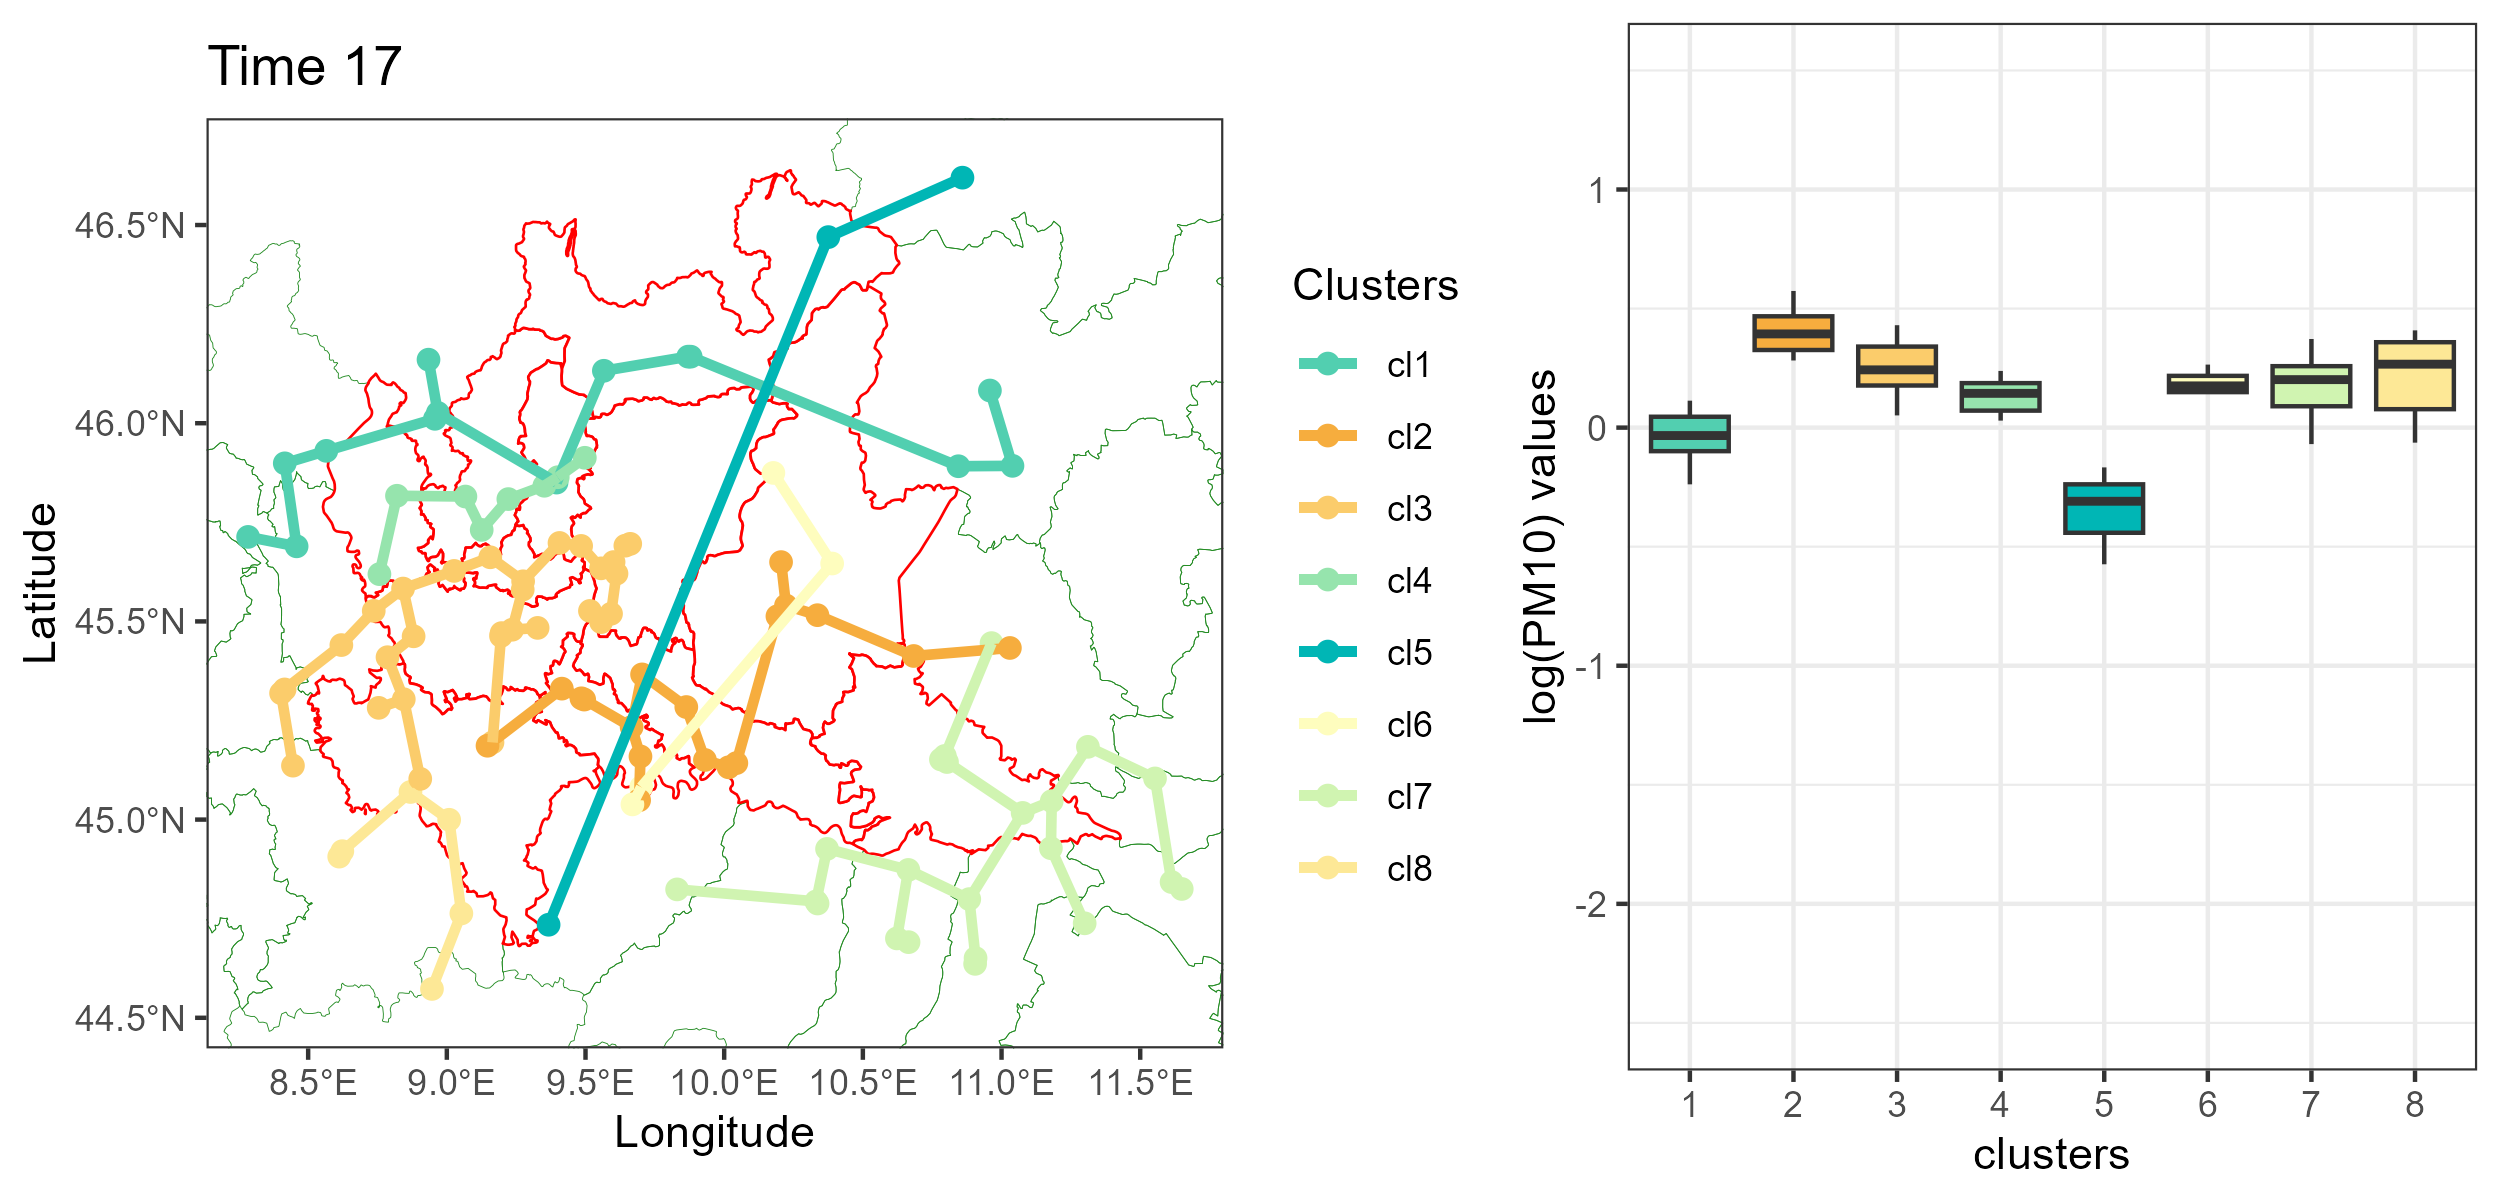 Time 17
46.5°N
46.0°N
45.5°N
45.0°N
44.5°N
Latitude
8.5°E 9.0°E 9.5°E 10.0°E 10.5°E 11.0°E 11.5°E
Longitude
Clusters
cl1
cl2
cl3
cl4
cl5
cl6
cl7
cl8
1
0
-1
-2
log(PM10) values
1 2 3 4 5 6 7 8
clusters